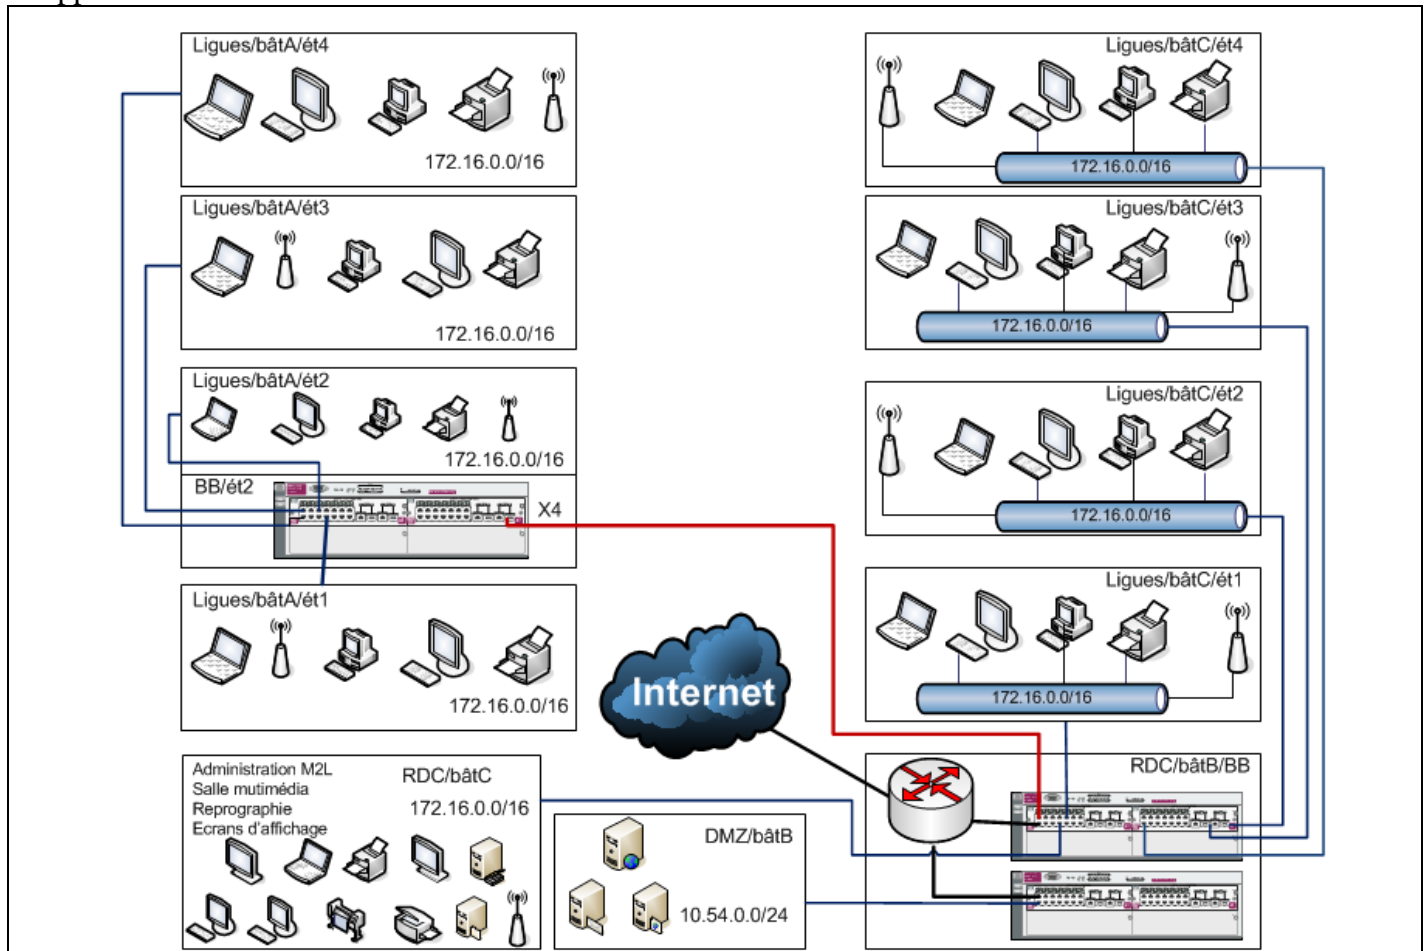 Ligues/bâtA/ét4
172.16.0.0/16
Ligues/bâtA/ét3
172.16.0.0/16
Ligues/bâtA/ét2
172.16.0.0/16
BB/ét2
X4
Ligues/bâtA/ét1
172.16.0.0/16
Administration M2L
Salle mutimédia
Reprographie
Ecrans d'affichage
RDC/bâtC
172.16.0.0/16
Internet
DMZ/bâtB
10.54.0.0/24
Ligues/bâtC/ét4
172.16.0.0/16
Ligues/bâtC/ét3
172.16.0.0/16
Ligues/bâtC/ét2
172.16.0.0/16
Ligues/bâtC/ét1
172.16.0.0/16
RDC/bâtB/BB